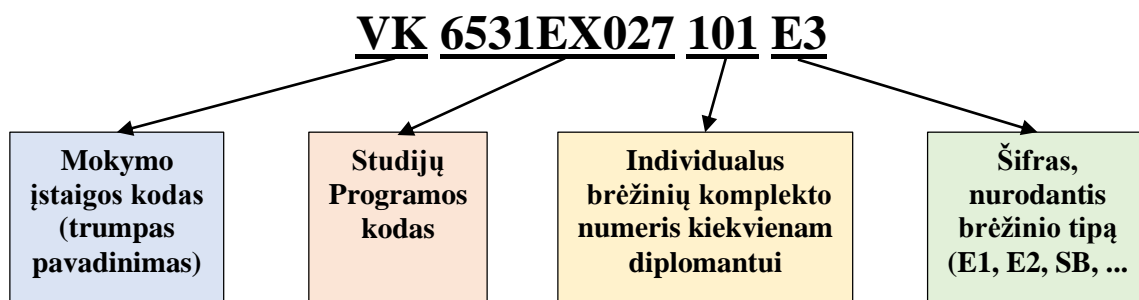 VK 6531EX027 101 E3
Mokymo
įstaigos kodas
(trumpas
pavadinimas)
Studijų
Programos
kodas
Individualus
brėžinių komplekto
numeris kiekvienam
diplomantui
Šifras,
nurodantis
brėžinio tipą
(E1, E2, SB, ...